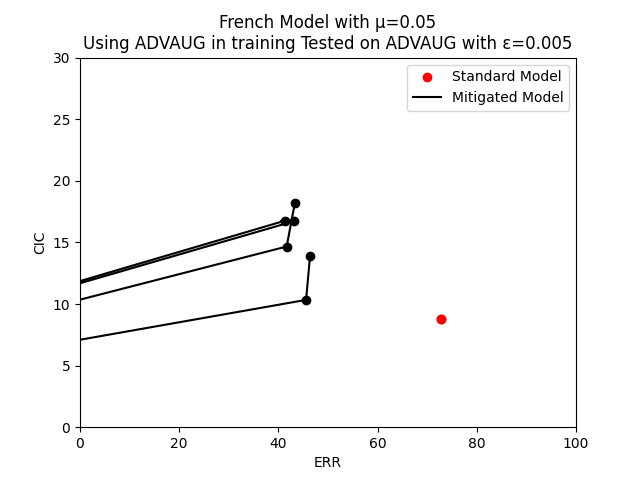 French Model with μ=0.05
Using ADVAUG in training Tested on ADVAUG with ε=0.005
30
25
20
15
10
5
0
CIC
0 20 40 60 80 100
ERR
Standard Model
Mitigated Model